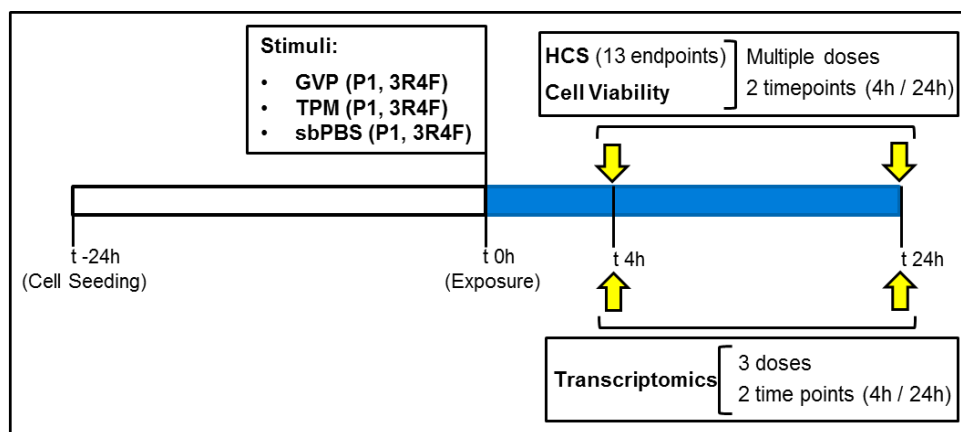 Stimuli:
• GVP (P1, 3R4F)
• TPM (P1, 3R4F)
• sbPBS (P1, 3R4F)
HCS (13 endpoints)
Cell Viability
Multiple doses
2 timepoints (4h / 24h)
t -24h
(Cell Seeding)
t 0h
(Exposure)
t 4h
t 24h
Transcriptomics
3 doses
2 time points (4h / 24h)